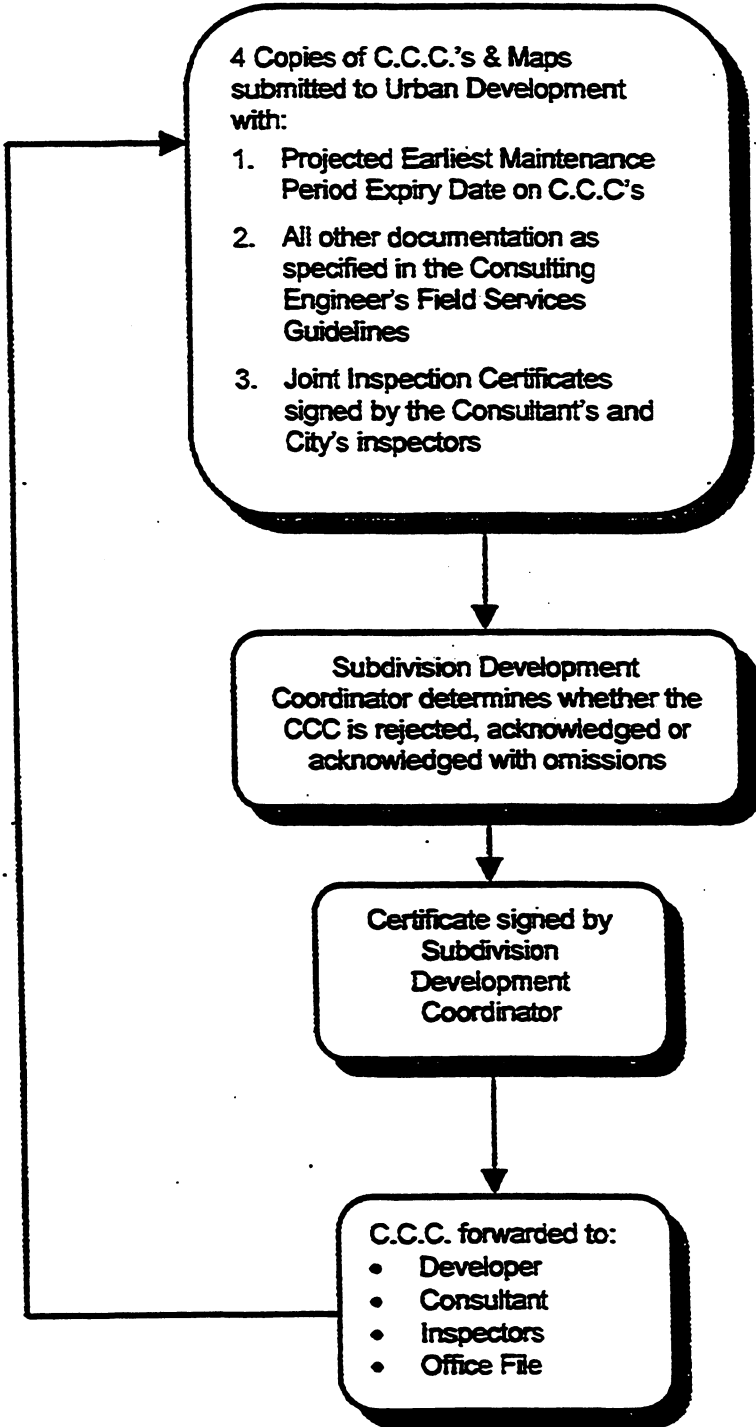 4 Copies of C.C.C.'s & Maps
submitted to Urban Development
with:
1. Projected Earliest Maintenance
Period Expiry Date on C.C.C's
2. All other documentation as
specified in the Consulting
Engineer's Field Services
Guidelines
3. Joint Inspection Certificates
signed by the Consultant's and
City's inspectors
Subdivision Development
Coordinator determines whether the
CCC is rejected, acknowledged or
acknowledged with omissions
Certificate signed by
Subdivision
Development
Coordinator
C.C.C. forwarded to:
• Developer
• Consultant
• Inspectors
• Office File